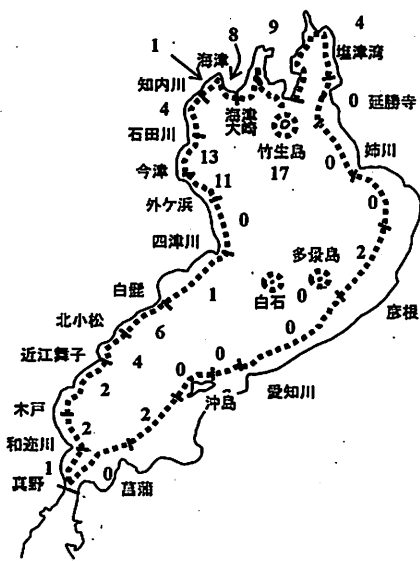 9
4
8
1
海津
塩津湾
知内川
4
海津
大崎
0 延勝寺
石田川
竹生島
姉川
13
17
0
今津
11
外ケ浜
0
0
四津川
多景島
2
白髭
1
白石
0
彦根
北小松
6
0
近江舞子
4
0
0
愛知川
2
沖島
木戸
2
2
和迩川
1
真野
0
菖蒲